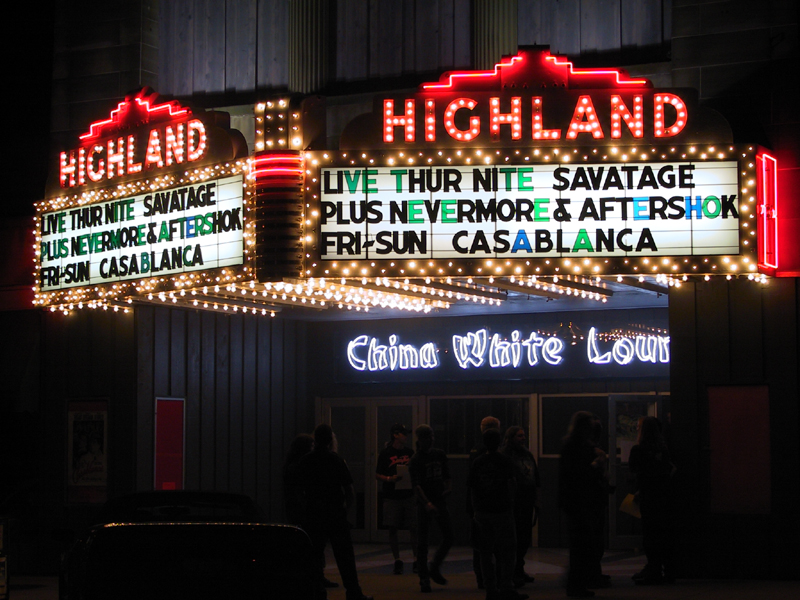 HIGHLAND
LIVE THUR NITE SAVATAGE
PLUS NEVERMORE & AFTERSHOK
FRI-SUN CASABLANCA
HIGHLAND
LIVE THUR NITE SAVATAGE
PLUS NEVERMORE & AFTERSHOK
FRI-SUN CASABLANCA
China White